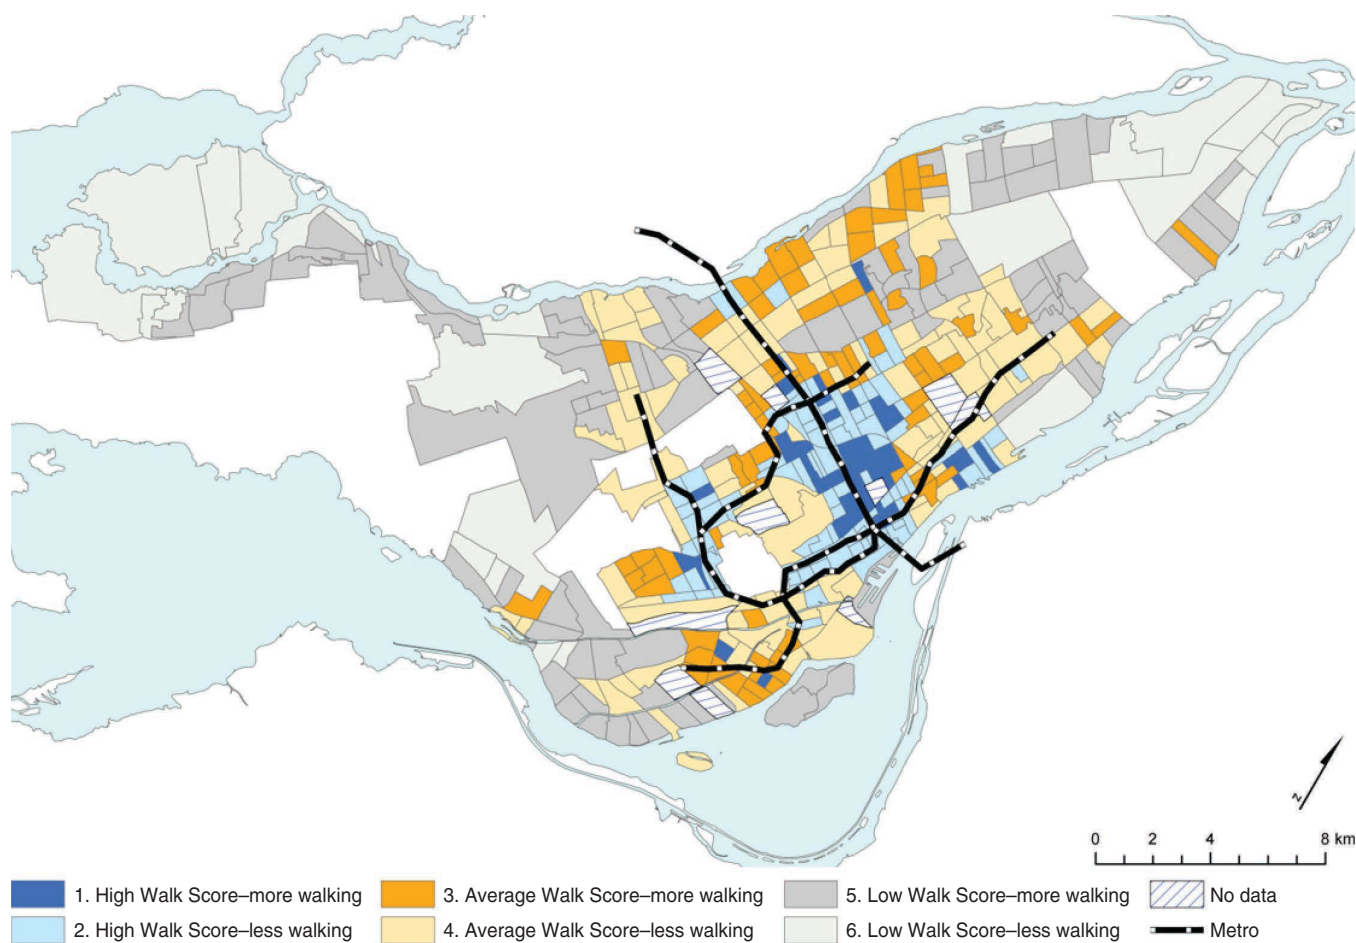 N
0 2 4 8 km
1. High Walk Score–more walking
3. Average Walk Score–more walking
5. Low Walk Score–more walking
No data
2. High Walk Score–less walking
4. Average Walk Score–less walking
6. Low Walk Score–less walking
Metro